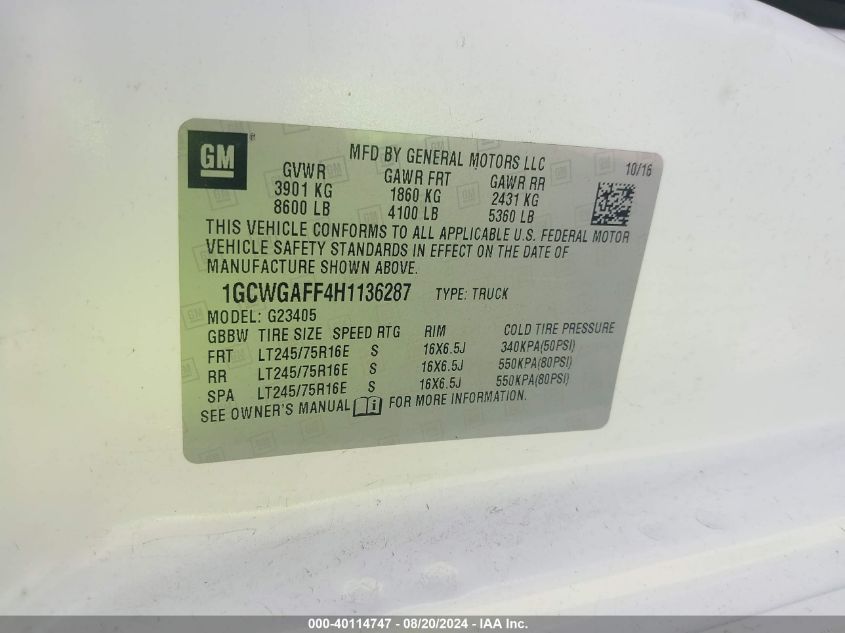 GM
MFD BY GENERAL MOTORS LLC
10/16
GVWR GAWR FRT GAWR RR
3901 KG 1860 KG 2431 KG
8600 LB 4100 LB 5360 LB
THIS VEHICLE CONFORMS TO ALL APPLICABLE U.S. FEDERAL MOTOR
VEHICLE SAFETY STANDARDS IN EFFECT ON THE DATE OF
MANUFACTURE SHOWN ABOVE.
1GCWGAFF4H1136287 TYPE: TRUCK
MODEL: G23405
GBBW TIRE SIZE SPEED RTG RIM COLD TIRE PRESSURE
FRT LT245/75R16E S 16X6.5J 340KPA(50PSI)
RR LT245/75R16E S 16X6.5J 550KPA(80PSI)
SPA LT245/75R16E S 16X6.5J 550KPA(80PSI)
SEE OWNER'S MANUAL FOR MORE INFORMATION.
000-40114747 - 08/20/2024 - IAA Inc.